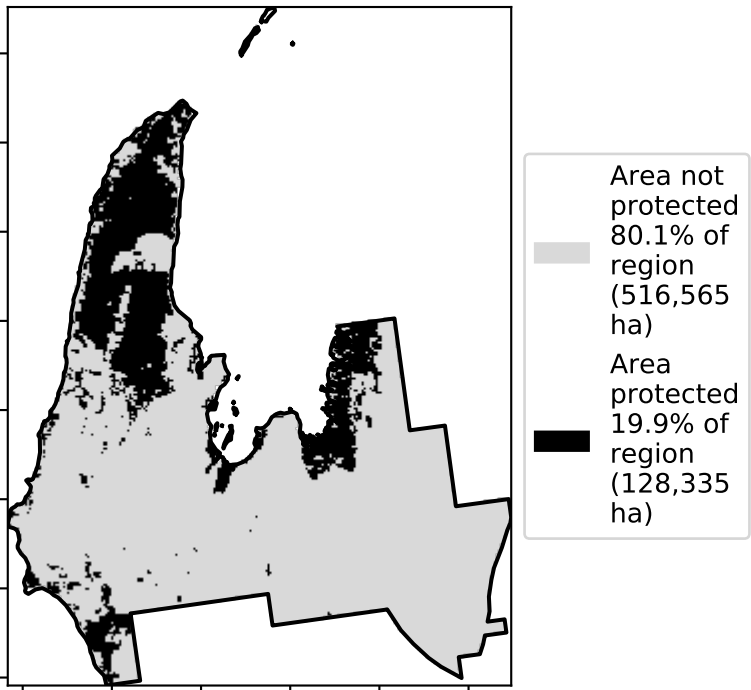 Area not
protected
80.1% of
region
(516,565
ha)
Area
protected
19.9% of
region
(128,335
ha)